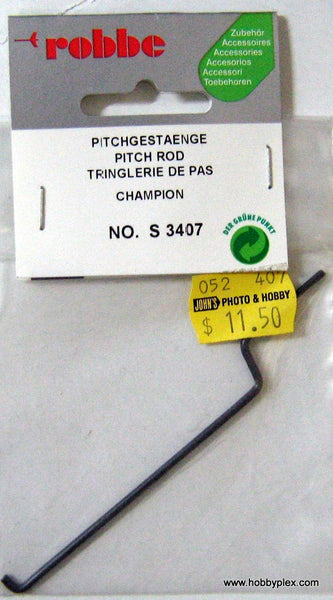 robbe
Zubehör
Accessoires
Accessories
Accesorios
Accessori
Toebehoren
PITCHGESTAENGE
PITCH ROD
TRINGLERIE DE PAS
CHAMPION
NO. S 3407
DER GRÜNE PUNKT
052 407
JOHN'S PHOTO & HOBBY
$ 11.50
www.hobbyplex.com